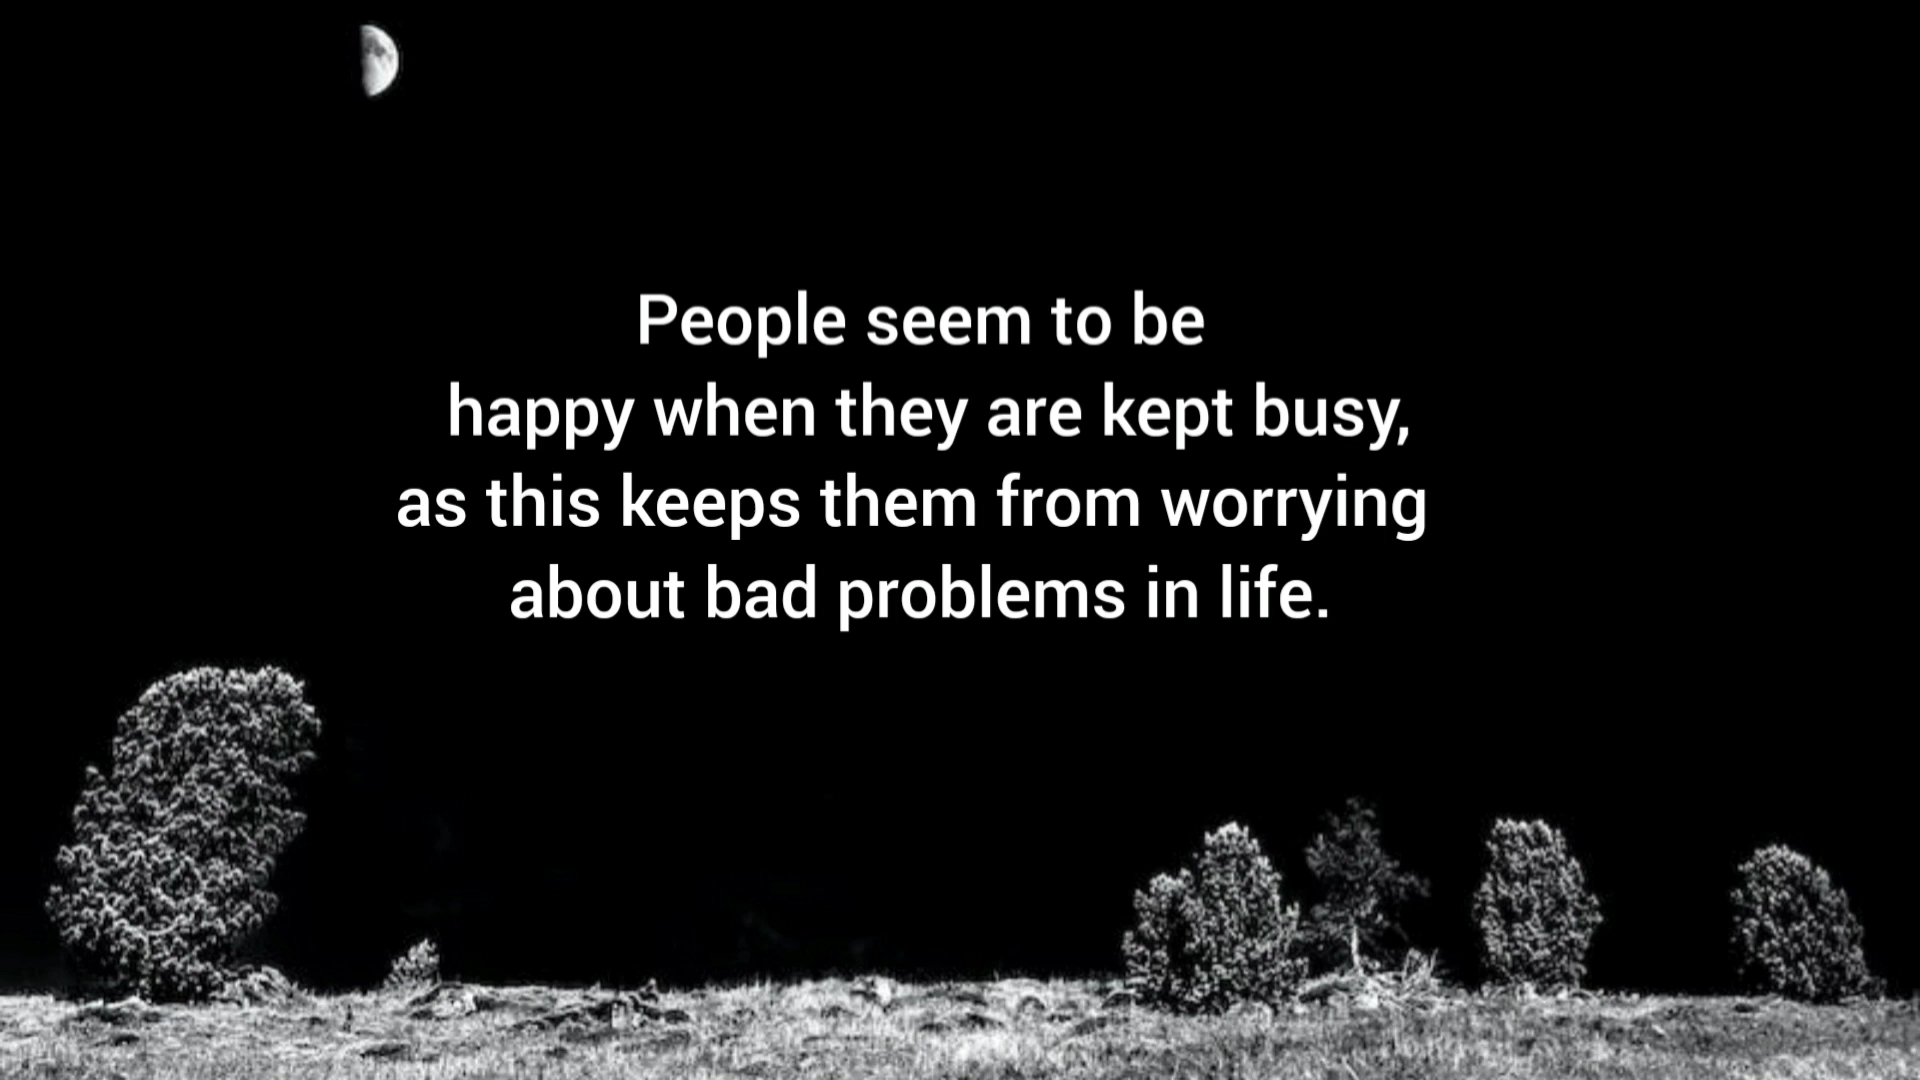 People seem to be
happy when they are kept busy,
as this keeps them from worrying
about bad problems in life.